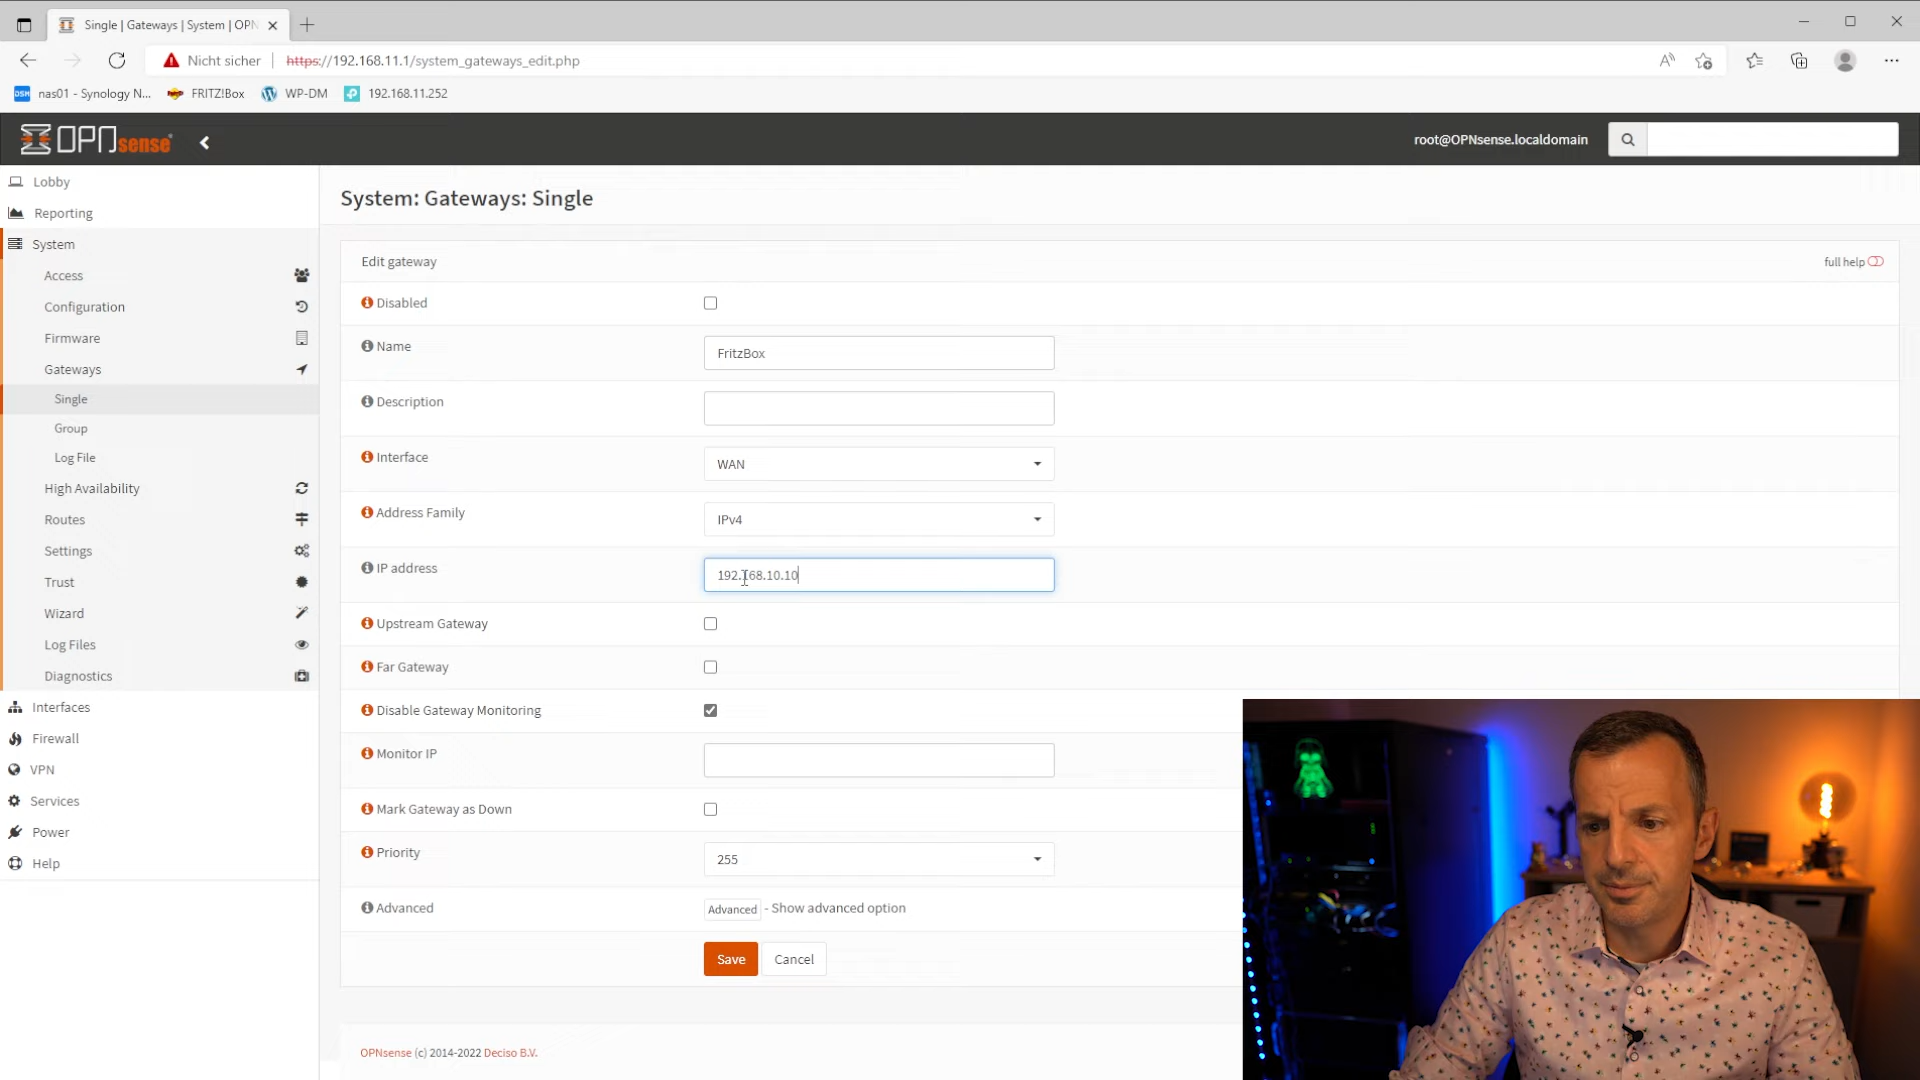 Single | Gateways | System | OPN
Nicht sicher
https://192.168.11.1/system_gateways_edit.php
nas01 - Synology N...
FRITZ!Box
WP-DM
192.168.11.252
OPNsense
root@OPNsense.localdomain
Lobby
Reporting
System
Access
Configuration
Firmware
Gateways
Single
Group
Log File
High Availability
Routes
Settings
Trust
Wizard
Log Files
Diagnostics
Interfaces
Firewall
VPN
Services
Power
Help
System: Gateways: Single
Edit gateway
full help
Disabled
Name
FritzBox
Description
Interface
WAN
Address Family
IPv4
IP address
192.168.10.10
Upstream Gateway
Far Gateway
Disable Gateway Monitoring
Monitor IP
Mark Gateway as Down
Priority
255
Advanced
Advanced - Show advanced option
Save
Cancel
OPNsense (c) 2014-2022 Deciso B.V.